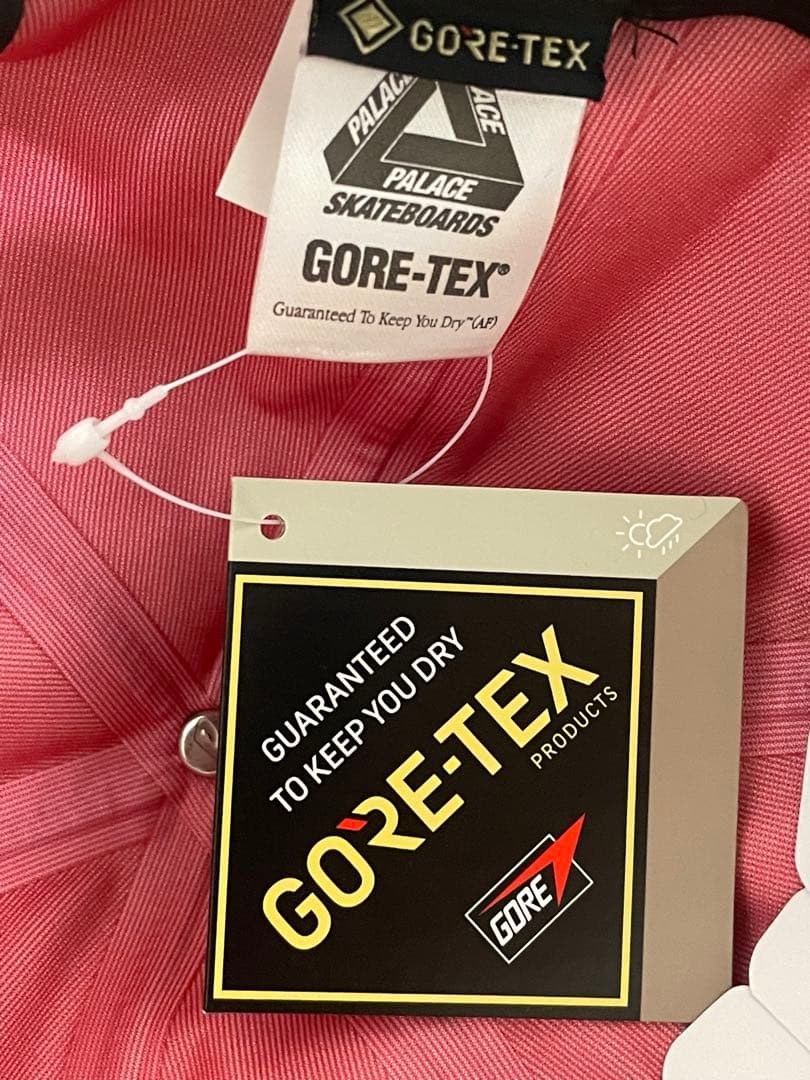 GORE-TEX
PALACE
PALACE
PALACE
SKATEBOARDS
GORE-TEX®
Guaranteed To Keep You Dry™(AF)
GUARANTEED
TO KEEP YOU DRY
GORE-TEX
PRODUCTS
GORE